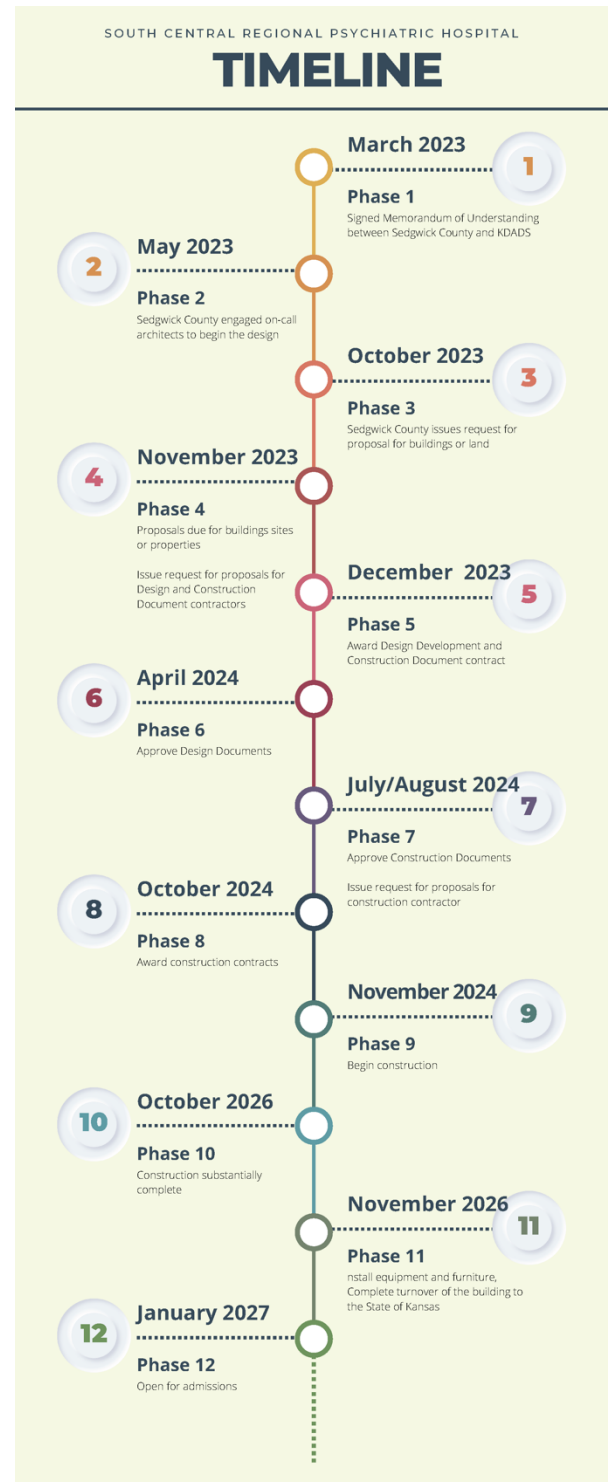 SOUTH CENTRAL REGIONAL PSYCHIATRIC HOSPITAL
TIMELINE
March 2023
1
Phase 1
Signed Memorandum of Understanding
between Sedgwick County and KDADS
May 2023
2
Phase 2
Sedgwick County engaged on-call
architects to begin the design
October 2023
3
Phase 3
Sedgwick County issues request for
proposal for buildings or land
November 2023
4
Phase 4
Proposals due for buildings sites
or properties
Issue request for proposals for
Design and Construction
Document contractors
December 2023
5
Phase 5
Award Design Development and
Construction Document contract
April 2024
6
Phase 6
Approve Design Documents
July/August 2024
7
Phase 7
Approve Construction Documents
Issue request for proposals for
construction contractor
October 2024
8
Phase 8
Award construction contracts
November 2024
9
Phase 9
Begin construction
October 2026
10
Phase 10
Construction substantially
complete
November 2026
11
Phase 11
nstall equipment and furniture,
Complete turnover of the building to
the State of Kansas
January 2027
12
Phase 12
Open for admissions